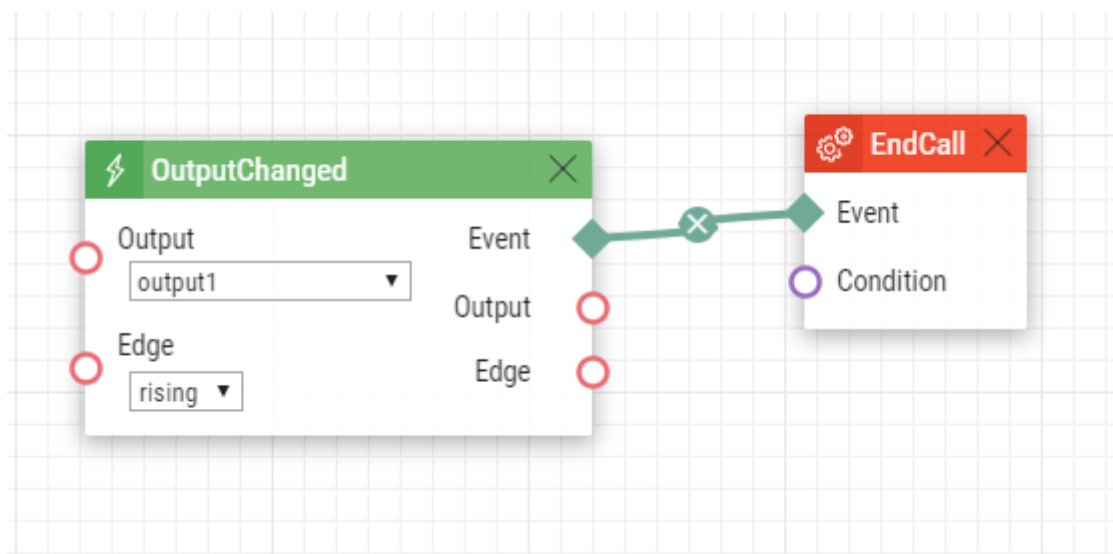 OutputChanged
Output
output1
Edge
rising
Event
Output
Edge
EndCall
Event
Condition